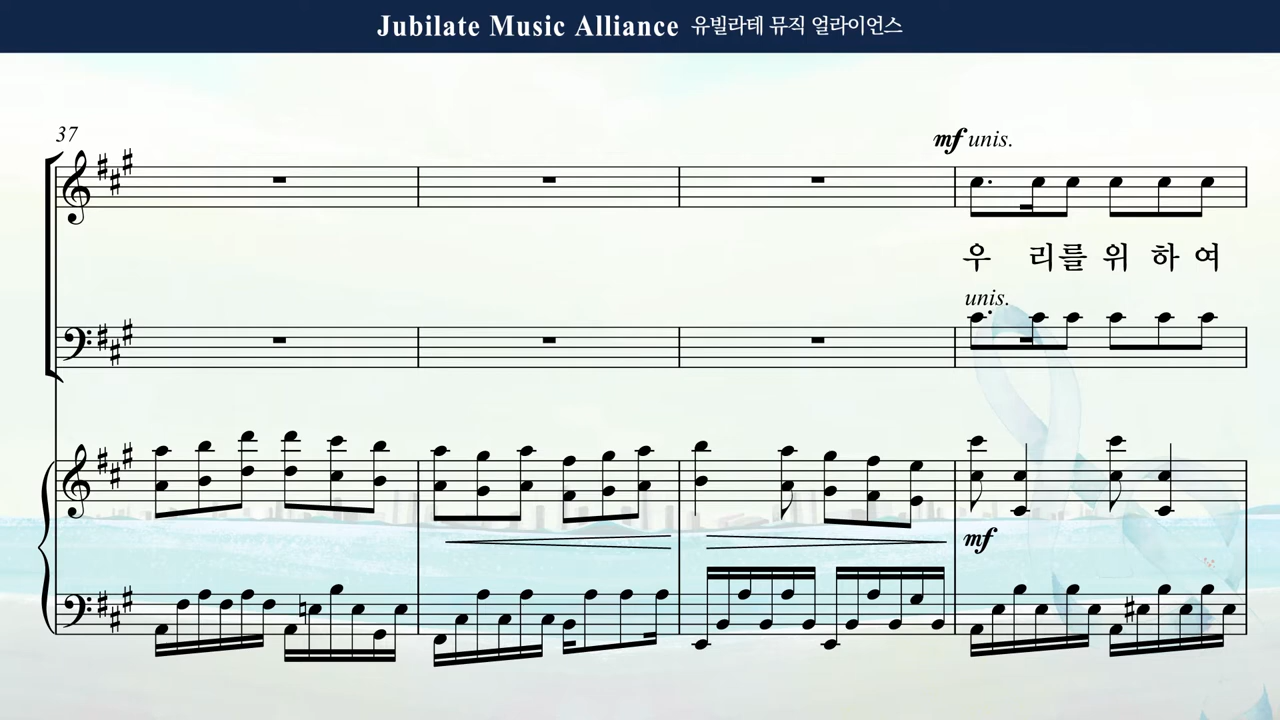 Jubilate Music Alliance 유빌라테 뮤직 얼라이언스
37
mf unis.
우 리를 위 하 여
unis.
mf